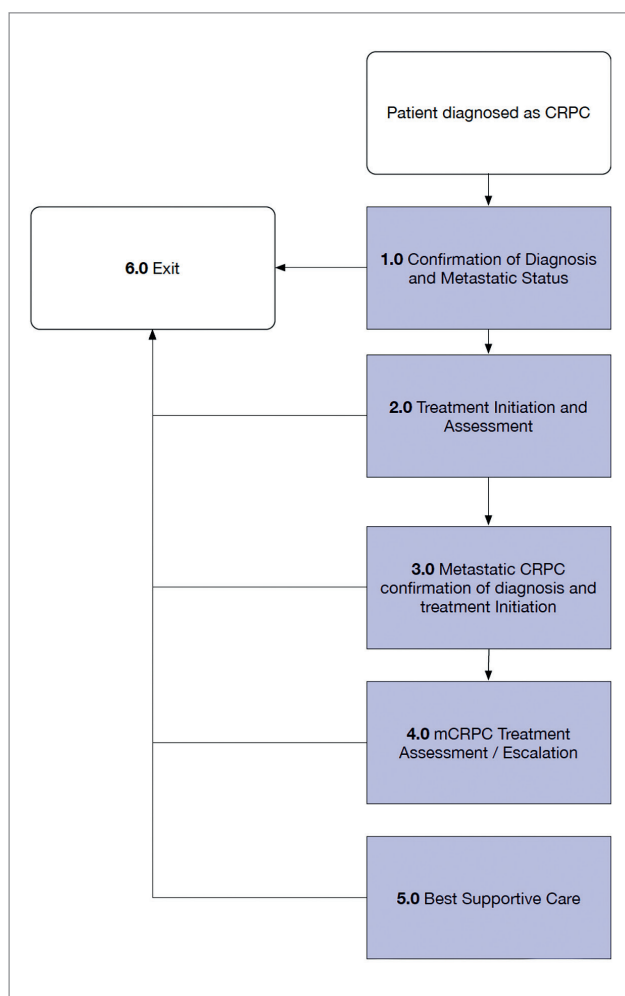 Patient diagnosed as CRPC
6.0 Exit
1.0 Confirmation of Diagnosis
and Metastatic Status
2.0 Treatment Initiation and
Assessment
3.0 Metastatic CRPC
confirmation of diagnosis and
treatment Initiation
4.0 mCRPC Treatment
Assessment / Escalation
5.0 Best Supportive Care